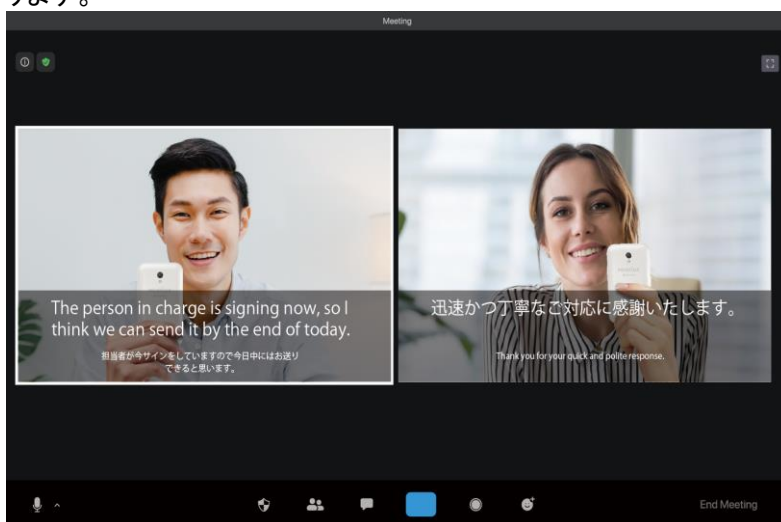 ります。
Meeting
The person in charge is signing now, so I
think we can send it by the end of today.
担当者が今サインをしていますので今日中にはお送り
できると思います。
迅速かつ丁寧なご対応に感謝いたします。
Thank you for your quick and polite response.
End Meeting